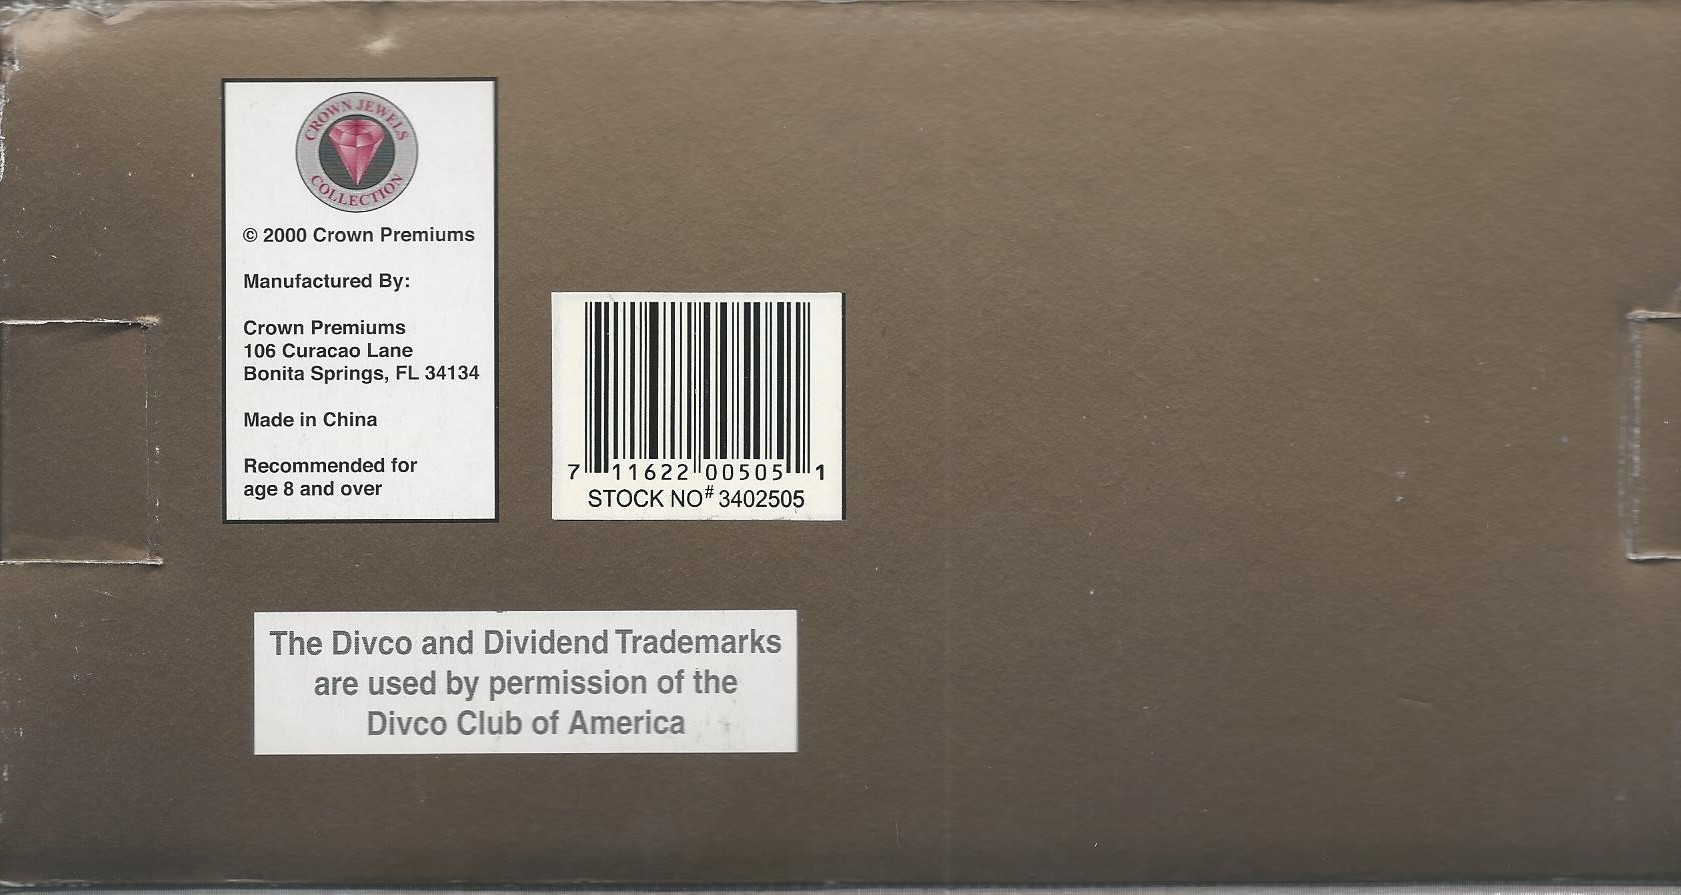 CROWN JEWELS
COLLECTION
© 2000 Crown Premiums
Manufactured By:
Crown Premiums
106 Curacao Lane
Bonita Springs, FL 34134
Made in China
Recommended for
age 8 and over
7 11622 00505 1
STOCK NO# 3402505
The Divco and Dividend Trademarks
are used by permission of the
Divco Club of America